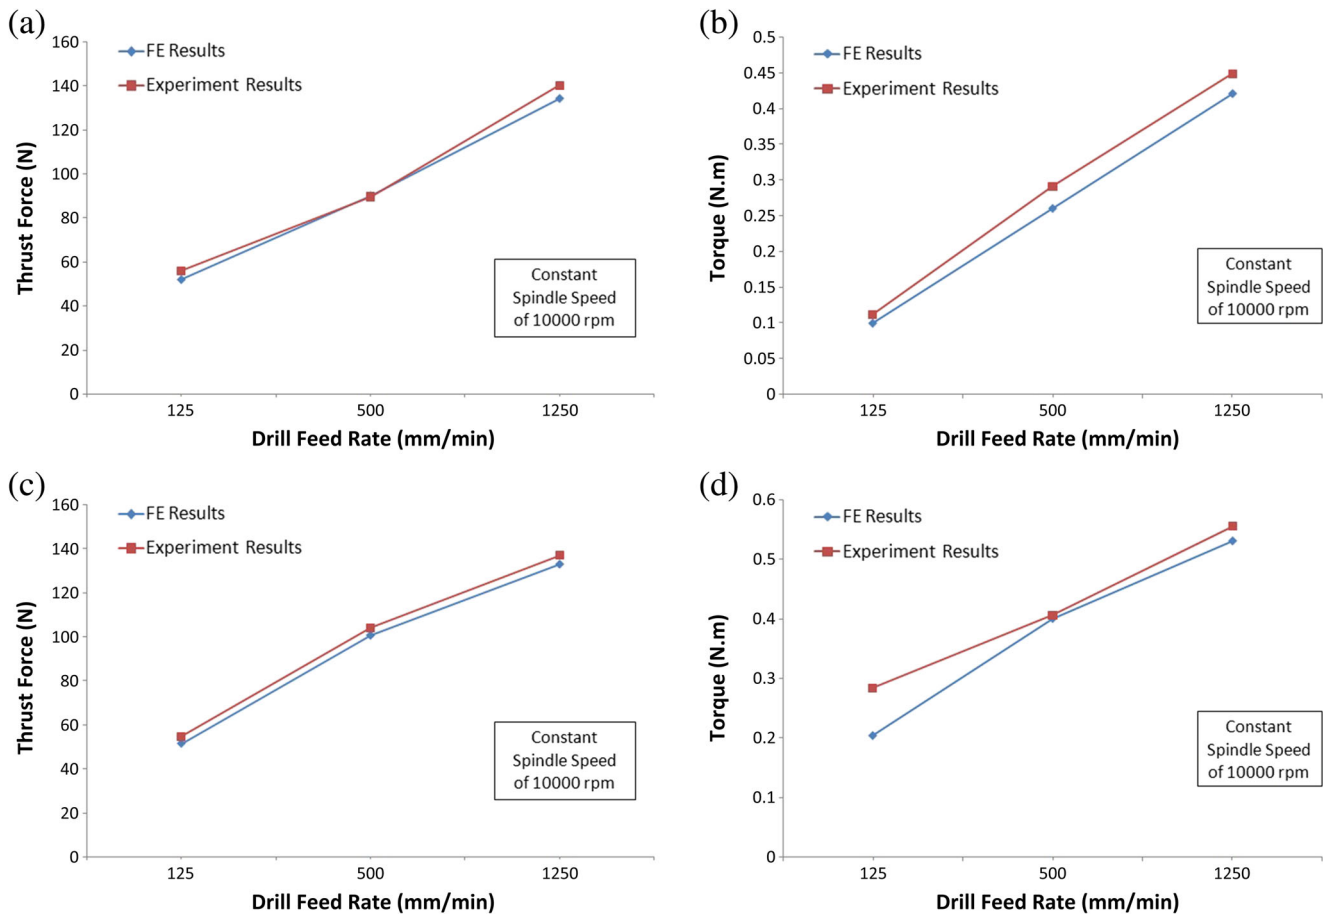 (a)
160
140
120
100
80
60
40
20
0
Thrust Force (N)
FE Results
Experiment Results
Constant
Spindle Speed
of 10000 rpm
125
500
1250
Drill Feed Rate (mm/min)
(b)
0.5
0.45
0.4
0.35
0.3
0.25
0.2
0.15
0.1
0.05
0
Torque (N.m)
FE Results
Experiment Results
Constant
Spindle Speed
of 10000 rpm
125
500
1250
Drill Feed Rate (mm/min)
(c)
160
140
120
100
80
60
40
20
0
Thrust Force (N)
FE Results
Experiment Results
Constant
Spindle Speed
of 10000 rpm
125
500
1250
Drill Feed Rate (mm/min)
(d)
0.6
0.5
0.4
0.3
0.2
0.1
0
Torque (N.m)
FE Results
Experiment Results
Constant
Spindle Speed
of 10000 rpm
125
500
1250
Drill Feed Rate (mm/min)